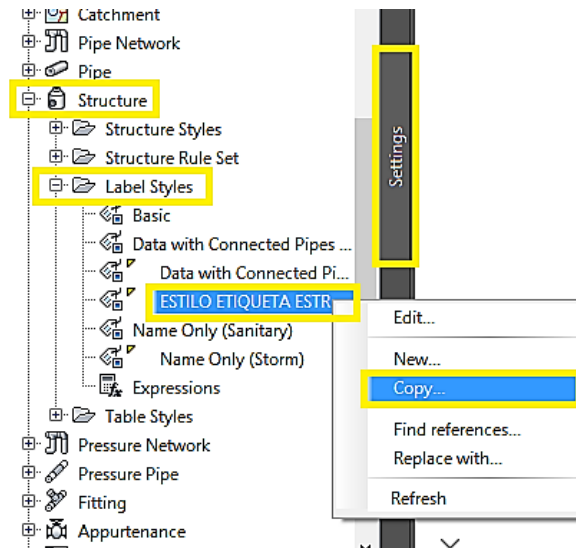 Catchment
Pipe Network
Pipe
Structure
Structure Styles
Structure Rule Set
Label Styles
Basic
Data with Connected Pipes ...
Data with Connected Pi...
ESTILO ETIQUETA ESTR
Name Only (Sanitary)
Name Only (Storm)
Expressions
Table Styles
Pressure Network
Pressure Pipe
Fitting
Appurtenance
Settings
Edit...
New...
Copy...
Find references...
Replace with...
Refresh